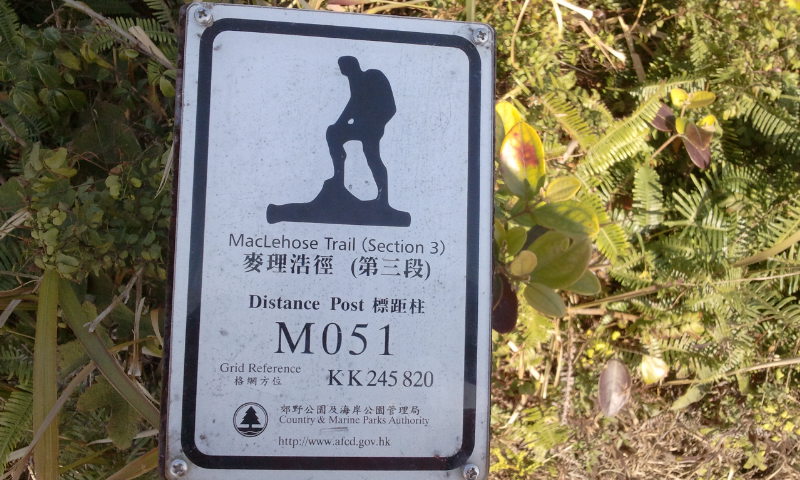 MacLehose Trail (Section 3)
麥理浩徑 (第三段)
Distance Post 標距柱
M051
Grid Reference
格網方位 KK245 820
郊野公園及海岸公園管理局
Country & Marine Parks Authority
http://www.afcd.gov.hk